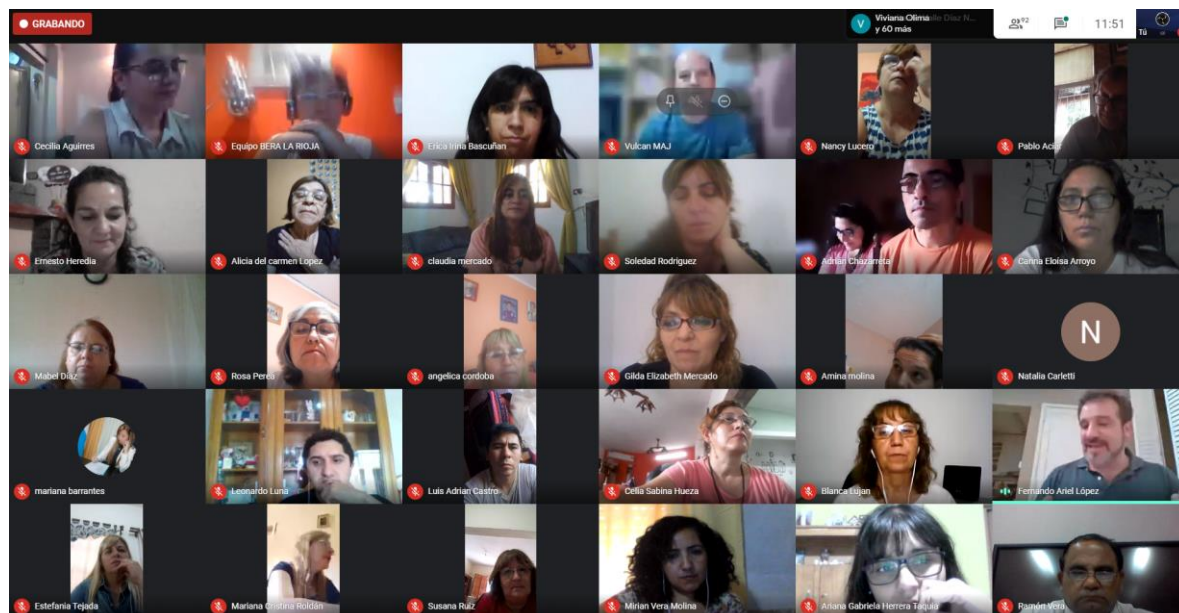 GRABANDO
V
Viviana Olima
y 60 más
92
11:51
Tú
Cecilia Aguirres
Equipo BERA LA RIOJA
Erica Irina Bascuñan
Vulcan MAJ
Nancy Lucero
Pablo Aciar
Ernesto Heredia
Alicia del carmen Lopez
claudia mercado
Soledad Rodriguez
Adrián Chazarreta
Carina Eloísa Arroyo
Mabel Díaz
Rosa Perea
angelica cordoba
Gilda Elizabeth Mercado
Amina molina
N
Natalia Carletti
mariana barrantes
Leonardo Luna
Luis Adrian Castro
Celia Sabina Hueza
Blanca Lujan
Fernando Ariel López
Estefania Tejada
Mariana Cristina Roldán
Susana Ruiz
Mirian Vera Molina
Ariana Gabriela Herrera Taquia
Ramón Vera